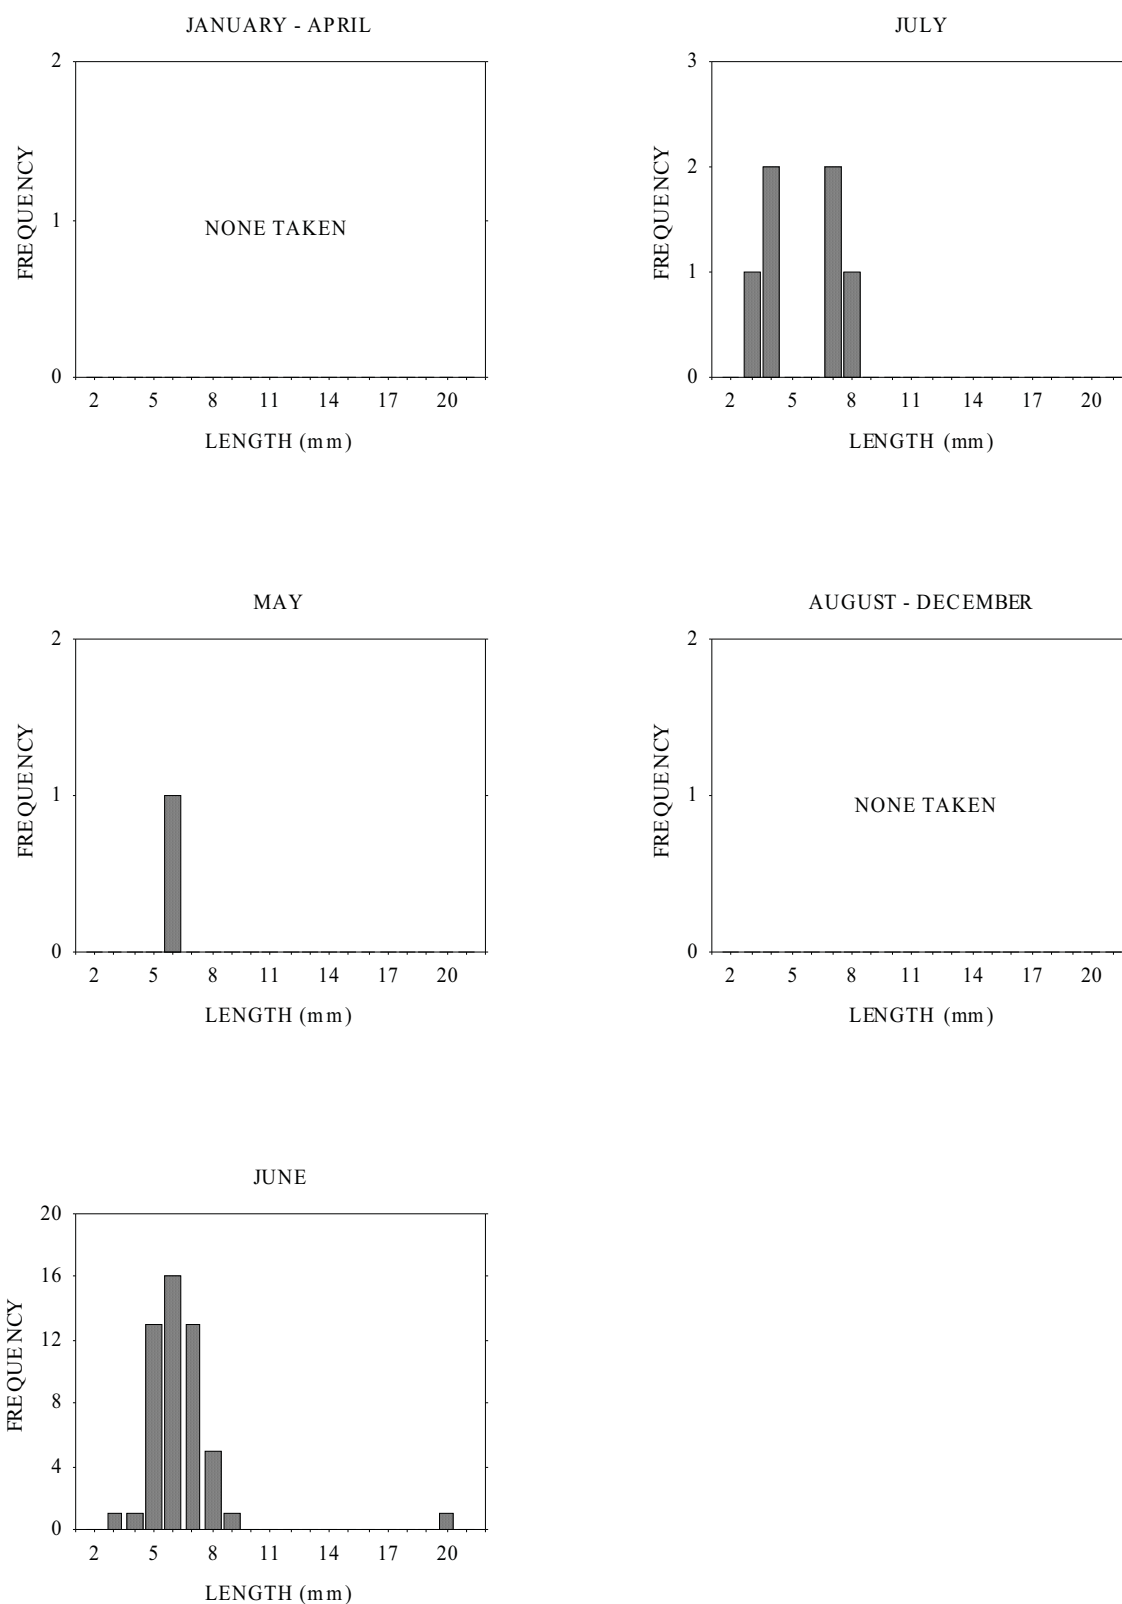 JANUARY - APRIL
2
1
0
FREQUENCY
NONE TAKEN
2 5 8 11 14 17 20
LENGTH (mm)
JULY
3
2
1
0
FREQUENCY
2 5 8 11 14 17 20
LENGTH (mm)
MAY
2
1
0
FREQUENCY
2 5 8 11 14 17 20
LENGTH (mm)
AUGUST - DECEMBER
2
1
0
FREQUENCY
NONE TAKEN
2 5 8 11 14 17 20
LENGTH (mm)
JUNE
20
16
12
8
4
0
FREQUENCY
2 5 8 11 14 17 20
LENGTH (mm)